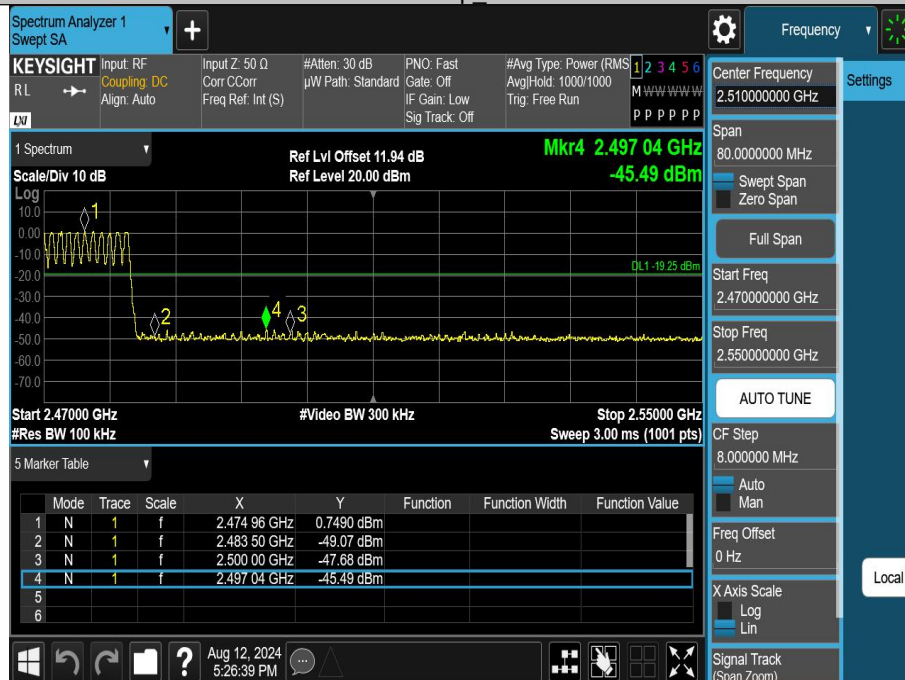 Spectrum Analyzer 1
Swept SA
+
Frequency
KEYSIGHT
RL
LXI
Input: RF
Coupling: DC
Align: Auto
Input Z: 50 Ω
Corr CCorr
Freq Ref: Int (S)
#Atten: 30 dB
µW Path: Standard
PNO: Fast
Gate: Off
IF Gain: Low
Sig Track: Off
#Avg Type: Power (RMS
Avg|Hold: 1000/1000
Trig: Free Run
1 2 3 4 5 6
M W W W W W
P P P P P P
1 Spectrum
Scale/Div 10 dB
Ref Lvl Offset 11.94 dB
Ref Level 20.00 dBm
Mkr4 2.497 04 GHz
-45.49 dBm
Log
10.0
0.00
-10.0
-20.0
-30.0
-40.0
-50.0
-60.0
-70.0
1
2
4
3
DL1 -19.25 dBm
Start 2.47000 GHz
#Video BW 300 kHz
Stop 2.55000 GHz
#Res BW 100 kHz
Sweep 3.00 ms (1001 pts)
5 Marker Table
Mode Trace Scale X Y Function Function Width Function Value
1 N 1 f 2.474 96 GHz 0.7490 dBm
2 N 1 f 2.483 50 GHz -49.07 dBm
3 N 1 f 2.500 00 GHz -47.68 dBm
4 N 1 f 2.497 04 GHz -45.49 dBm
5
6
?
Aug 12, 2024
5:26:39 PM
Center Frequency
2.510000000 GHz
Settings
Span
80.0000000 MHz
Swept Span
Zero Span
Full Span
Start Freq
2.470000000 GHz
Stop Freq
2.550000000 GHz
AUTO TUNE
CF Step
8.000000 MHz
Auto
Man
Freq Offset
0 Hz
X Axis Scale
Log
Lin
Local
Signal Track
(Span Zoom)